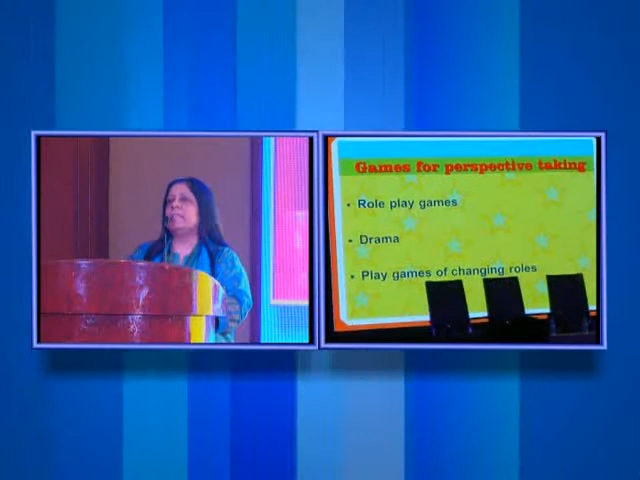 Games for perspective taking
• Role play games
• Drama
• Play games of changing roles